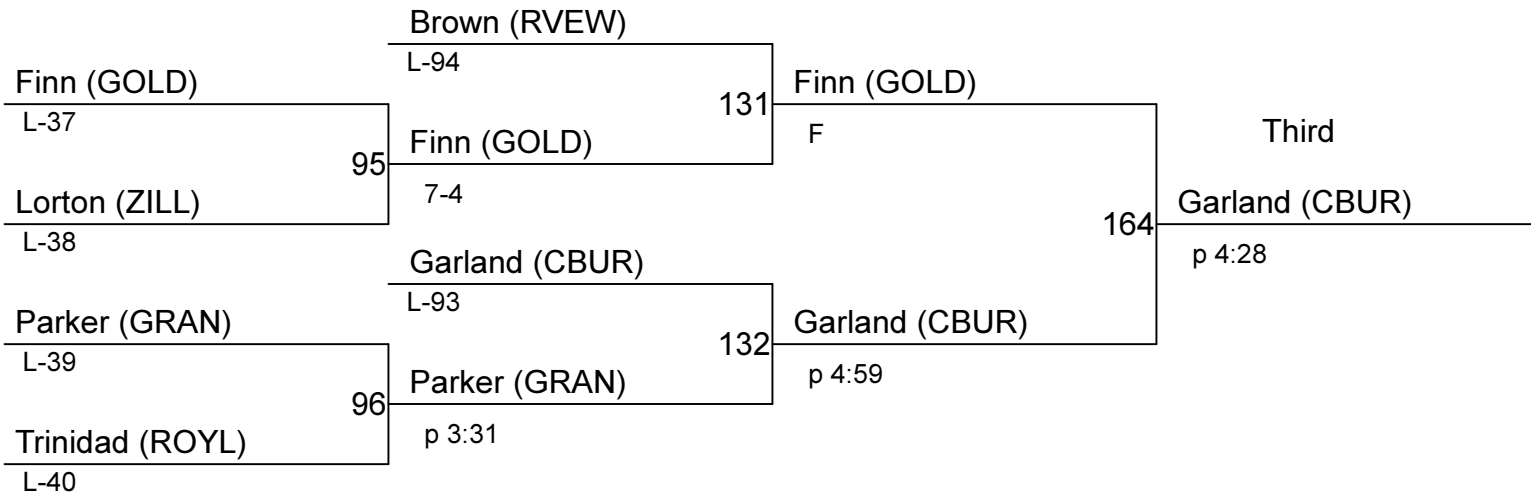 Brown (RVEW)
L-94
Finn (GOLD)
L-37
131
Finn (GOLD)
F
Third
95
Finn (GOLD)
7-4
Lorton (ZILL)
L-38
164
Garland (CBUR)
p 4:28
Garland (CBUR)
L-93
Parker (GRAN)
L-39
132
Garland (CBUR)
p 4:59
96
Parker (GRAN)
p 3:31
Trinidad (ROYL)
L-40